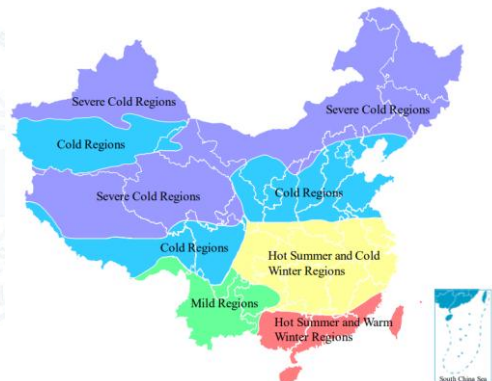 Severe Cold Regions
Severe Cold Regions
Cold Regions
Cold Regions
Severe Cold Regions
Cold Regions
Hot Summer and Cold
Winter Regions
Mild Regions
Hot Summer and Warm
Winter Regions
South China Sea